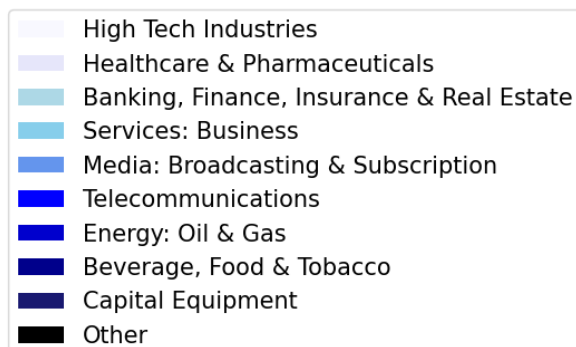 High Tech Industries
Healthcare & Pharmaceuticals
Banking, Finance, Insurance & Real Estate
Services: Business
Media: Broadcasting & Subscription
Telecommunications
Energy: Oil & Gas
Beverage, Food & Tobacco
Capital Equipment
Other